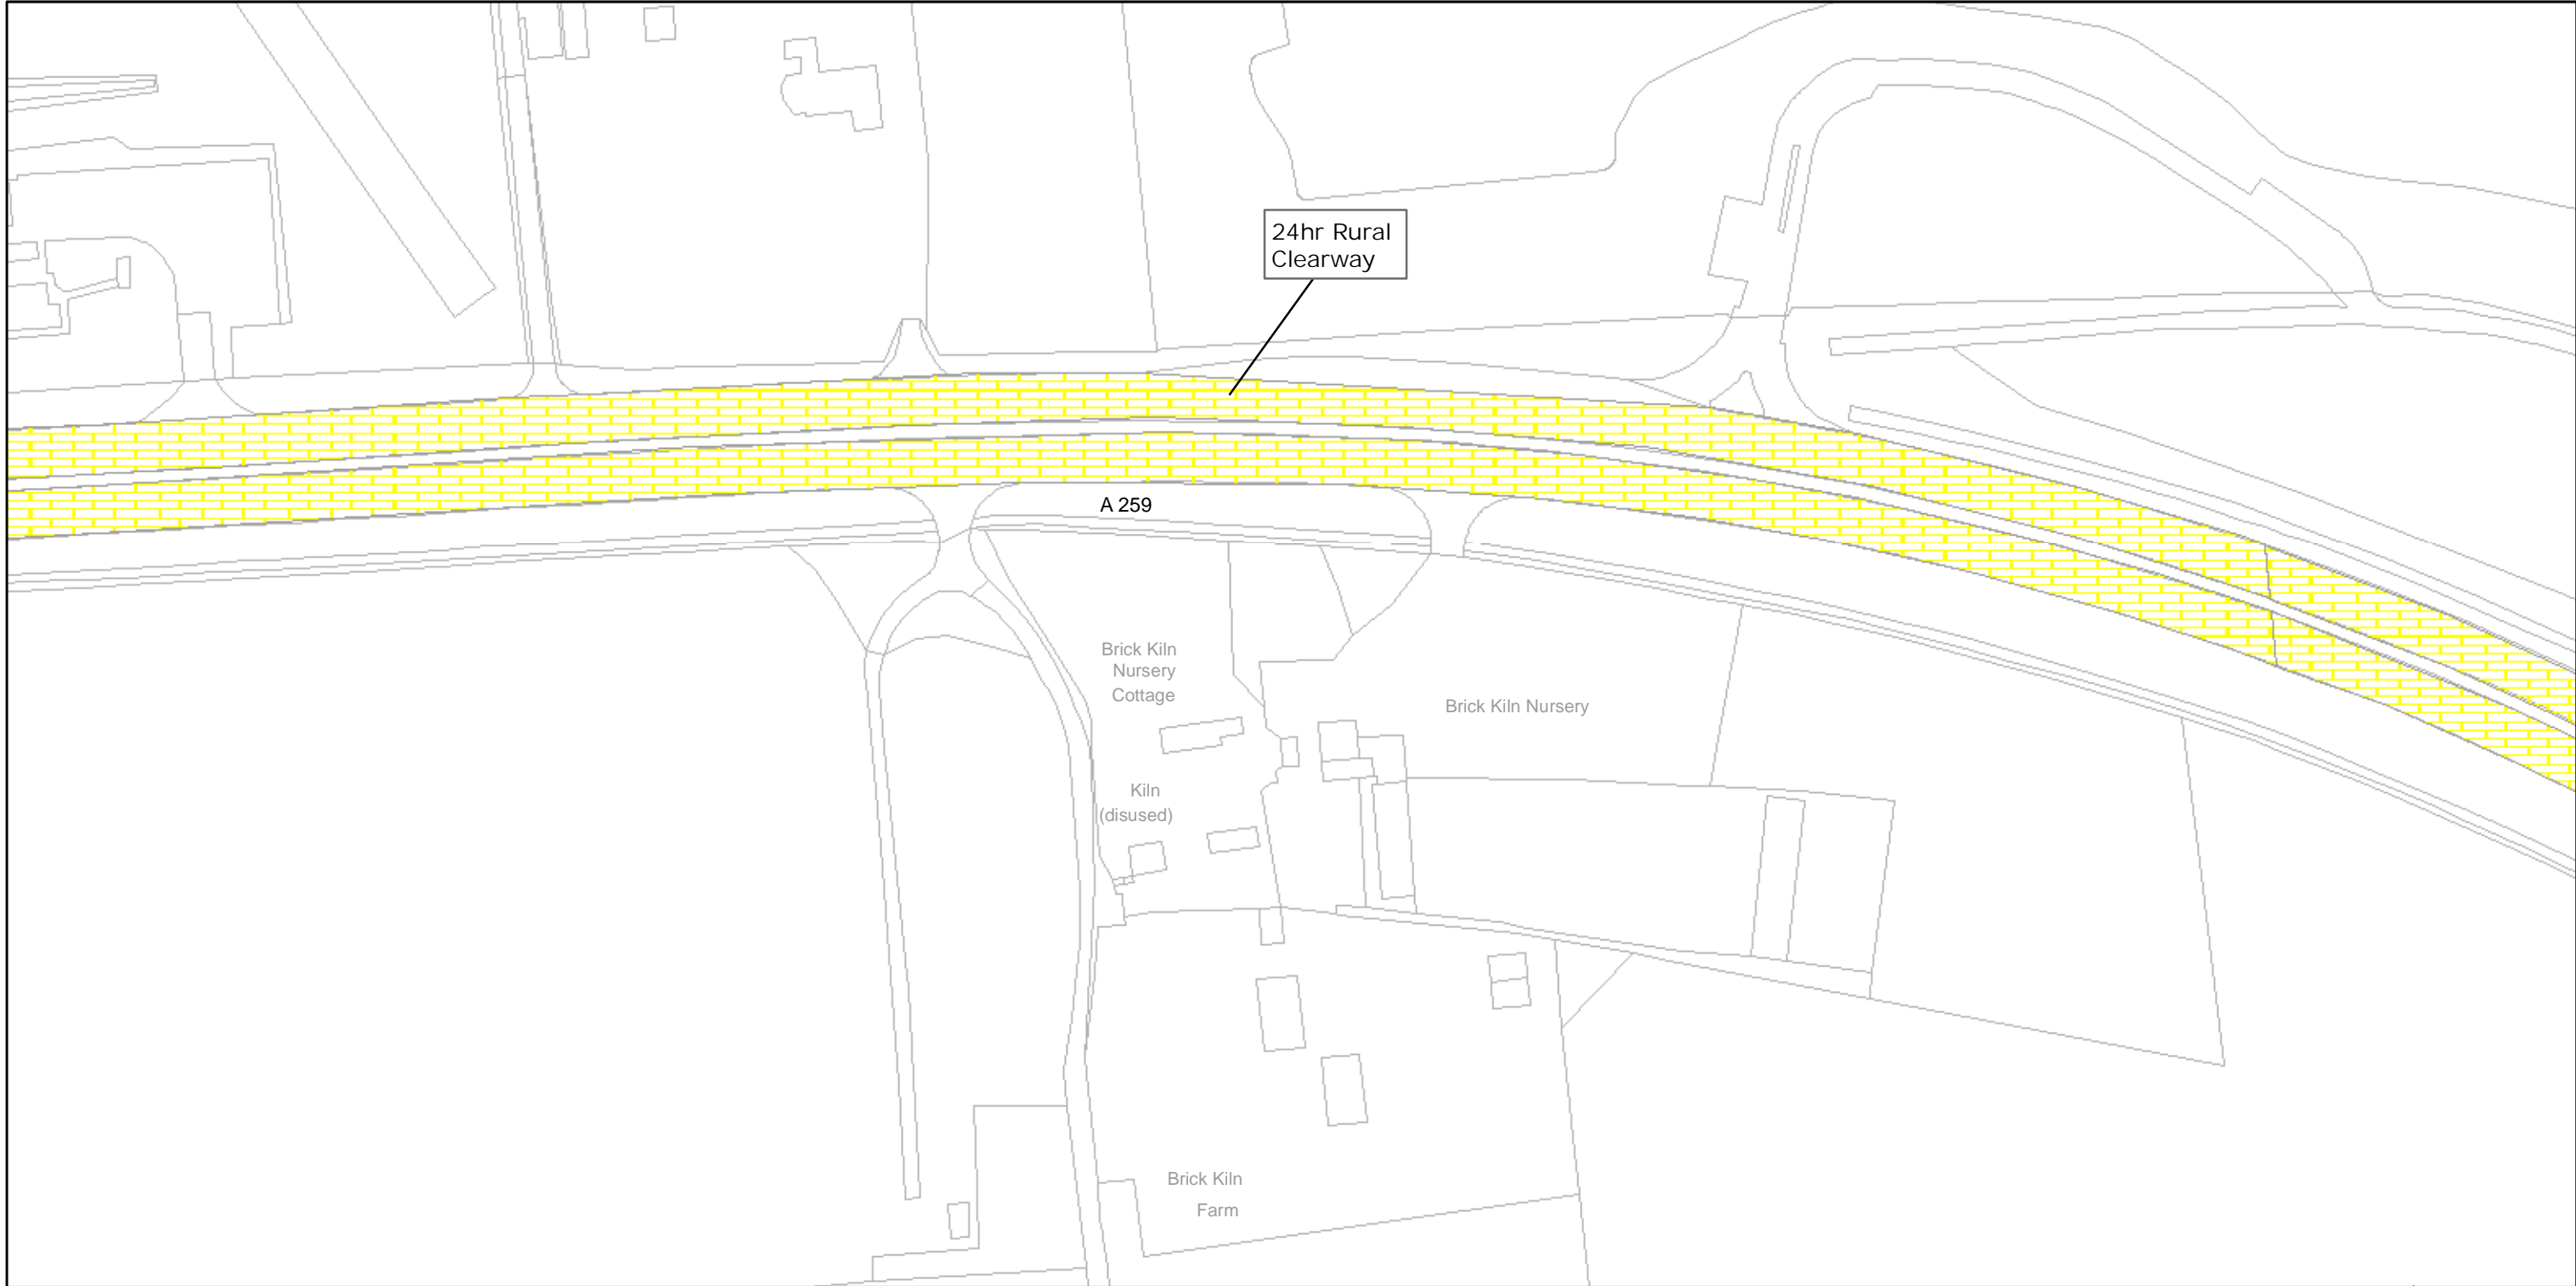 24hr Rural
Clearway
A 259
Brick Kiln
Nursery
Cottage
Brick Kiln Nursery
Kiln
(disused)
Brick Kiln
Farm